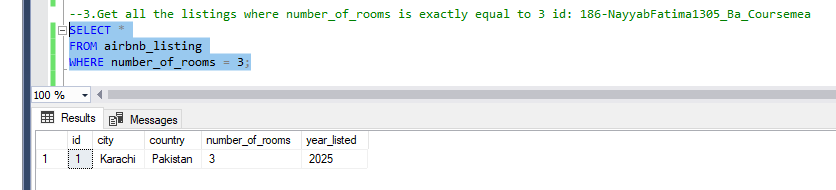 --3.Get all the listings where number_of_rooms is exactly equal to 3 id: 186-NayyabFatima1305_Ba_Coursemea
SELECT *
FROM airbnb_listing
WHERE number_of_rooms = 3;
100 %
Results Messages
id city country number_of_rooms year_listed
1 1 Karachi Pakistan 3 2025